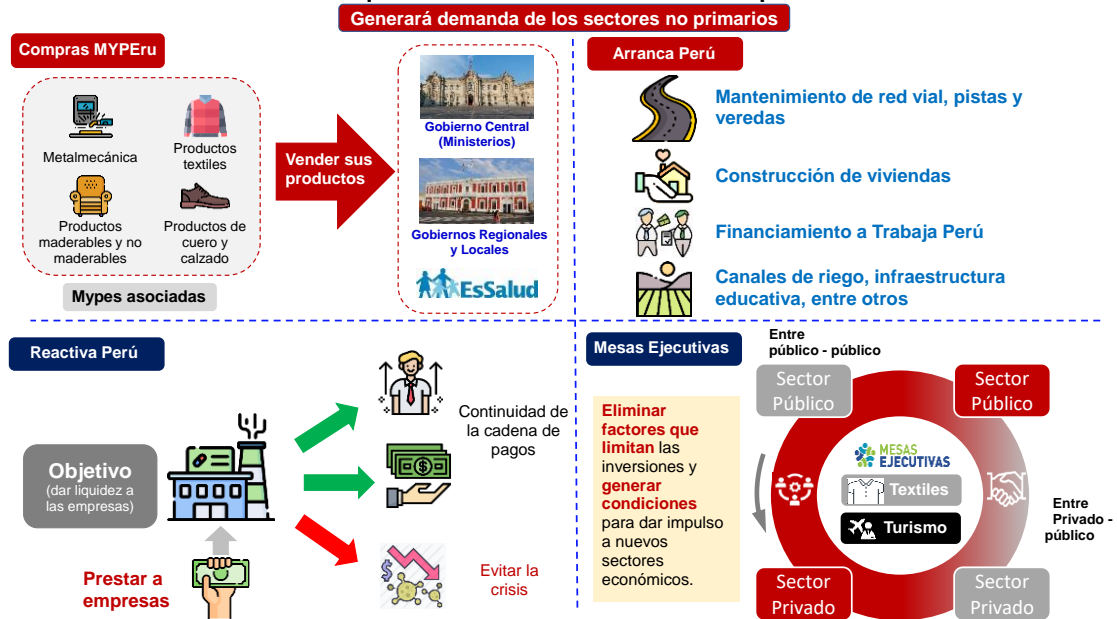 Generará demanda de los sectores no primarios
Compras MYPEru
Metalmecánica
Productos
textiles
Productos
maderables y no
maderables
Productos de
cuero y
calzado
Mypes asociadas
Vender sus
productos
Gobierno Central
(Ministerios)
Gobiernos Regionales
y Locales
EsSalud
Arranca Perú
Mantenimiento de red vial, pistas y
veredas
Construcción de viviendas
Financiamiento a Trabaja Perú
Canales de riego, infraestructura
educativa, entre otros
Reactiva Perú
Objetivo
(dar liquidez a
las empresas)
Prestar a
empresas
Continuidad de
la cadena de
pagos
Evitar la
crisis
Mesas Ejecutivas
Eliminar
factores que
limitan las
inversiones y
generar
condiciones
para dar impulso
a nuevos
sectores
económicos.
Entre
público - público
Sector
Público
Sector
Público
MESAS
EJECUTIVAS
Textiles
Turismo
Entre
Privado -
público
Sector
Privado
Sector
Privado